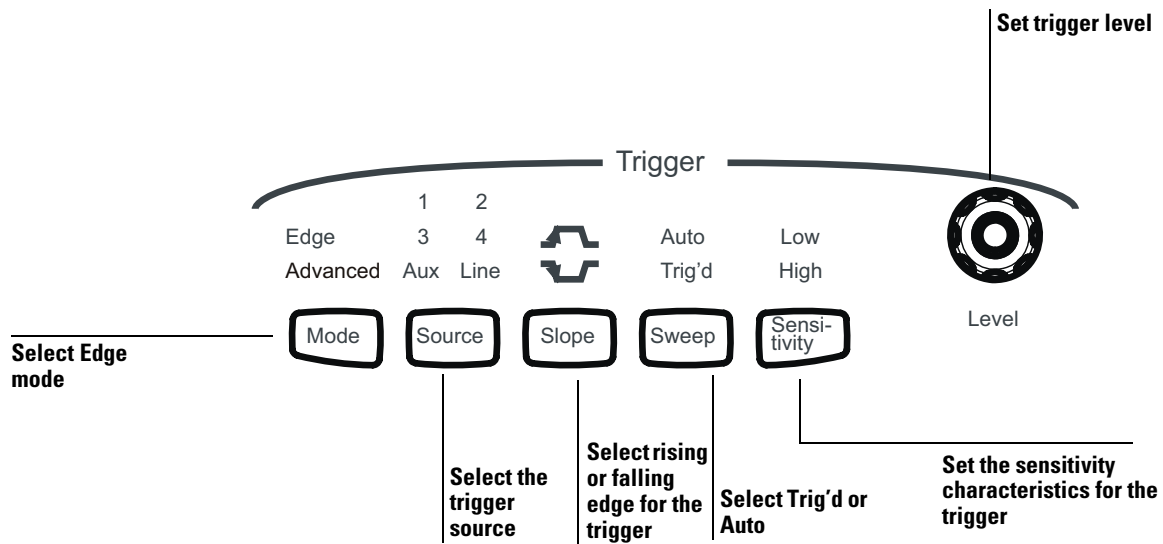 Set trigger level
Trigger
1 2
Edge 3 4 Auto Low
Advanced Aux Line Trig'd High
Level
Mode Source Slope Sweep Sensi-
tivity
Select Edge
mode
Select the
trigger
source
Select rising
or falling
edge for the
trigger
Select Trig'd or
Auto
Set the sensitivity
characteristics for the
trigger